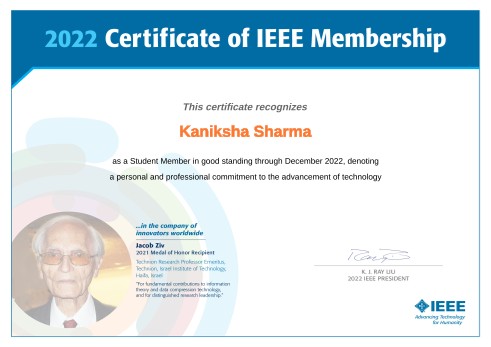 2022 Certificate of IEEE Membership
This certificate recognizes
Kaniksha Sharma
as a Student Member in good standing through December 2022, denoting
a personal and professional commitment to the advancement of technology
...in the company of
innovators worldwide
Jacob Ziv
2021 Medal of Honor Recipient
Technion Research Professor Emeritus,
Technion, Israel Institute of Technology,
Haifa, Israel
"For fundamental contributions to information
theory and data compression technology,
and for distinguished research leadership."
K. J. RAY LIU
2022 IEEE PRESIDENT
IEEE
Advancing Technology
for Humanity